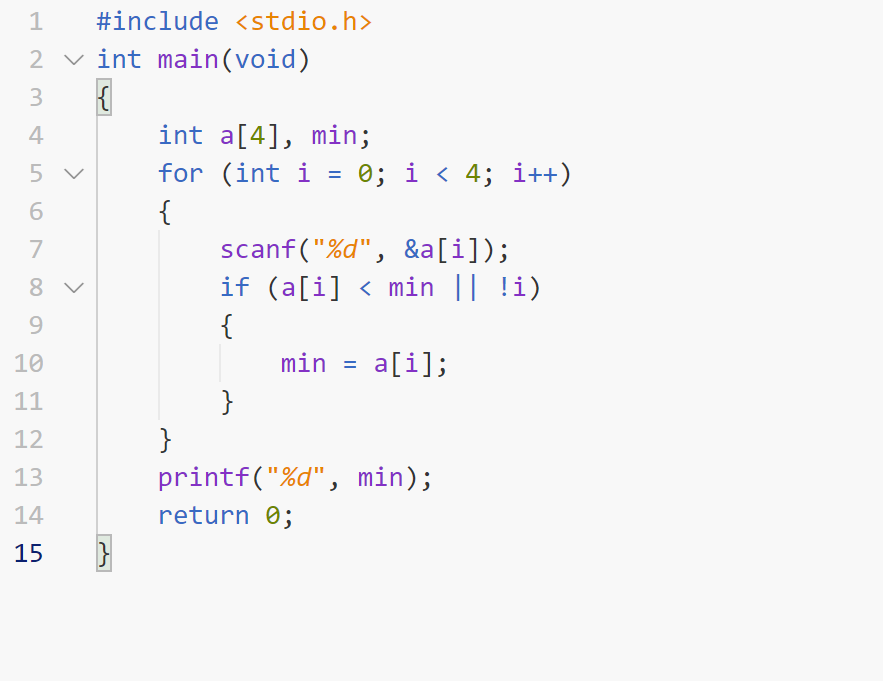 1 #include <stdio.h>
2 int main(void)
3 {
4 int a[4], min;
5 for (int i = 0; i < 4; i++)
6 {
7 scanf("%d", &a[i]);
8 if (a[i] < min || !i)
9 {
10 min = a[i];
11 }
12 }
13 printf("%d", min);
14 return 0;
15 }